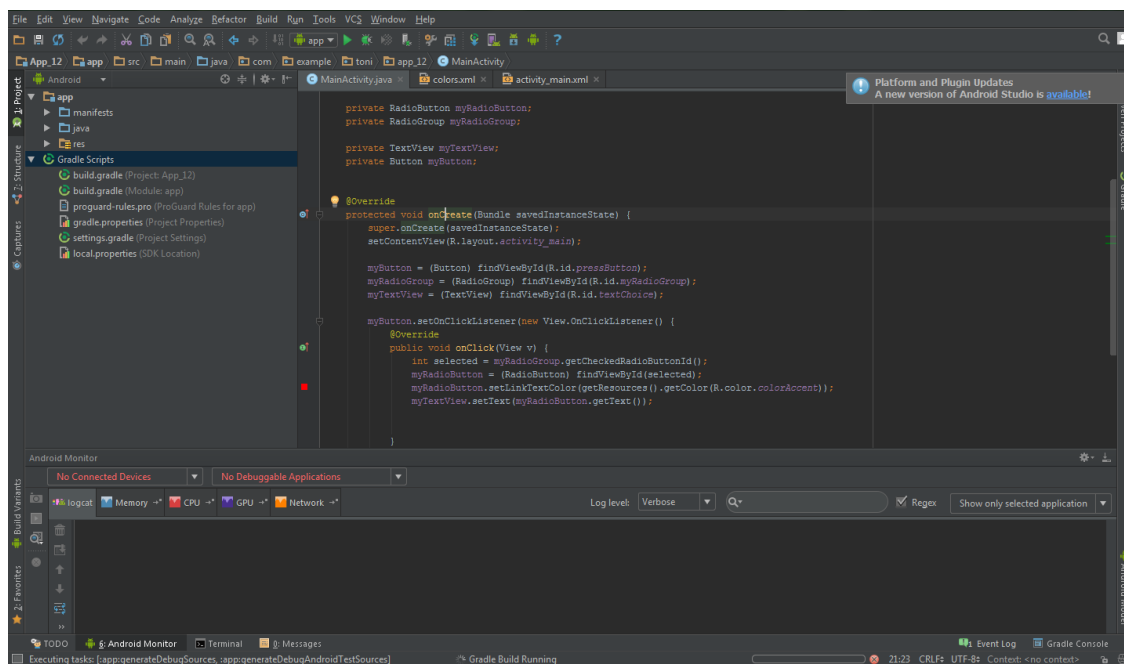 File Edit View Navigate Code Analyze Refactor Build Run Tools VCS Window Help
app
App_12 app src main java com example toni app_12 MainActivity
Android
MainActivity.java colors.xml activity_main.xml
Platform and Plugin Updates
A new version of Android Studio is available!
1: Project
Z: Structure
Captures
Build Variants
2: Favorites
app
manifests
java
res
Gradle Scripts
build.gradle (Project: App_12)
build.gradle (Module: app)
proguard-rules.pro (ProGuard Rules for app)
gradle.properties (Project Properties)
settings.gradle (Project Settings)
local.properties (SDK Location)
private RadioButton myRadioButton;
private RadioGroup myRadioGroup;
private TextView myTextView;
private Button myButton;
@Override
protected void onCreate(Bundle savedInstanceState) {
super.onCreate(savedInstanceState);
setContentView(R.layout.activity_main);
myButton = (Button) findViewById(R.id.pressButton);
myRadioGroup = (RadioGroup) findViewById(R.id.myRadioGroup);
myTextView = (TextView) findViewById(R.id.textChoice);
myButton.setOnClickListener(new View.OnClickListener() {
@Override
public void onClick(View v) {
int selected = myRadioGroup.getCheckedRadioButtonId();
myRadioButton = (RadioButton) findViewById(selected);
myRadioButton.setLinkTextColor(getResources().getColor(R.color.colorAccent));
myTextView.setText(myRadioButton.getText());
}
Android Monitor
No Connected Devices No Debuggable Applications
logcat Memory CPU GPU Network Log level: Verbose Regex Show only selected application
TODO 6: Android Monitor Terminal 0: Messages Event Log Gradle Console
Executing tasks: [:app:generateDebugSources, :app:generateDebugAndroidTestSources] Gradle Build Running 21:23 CRLF÷ UTF-8÷ Context: <no context>